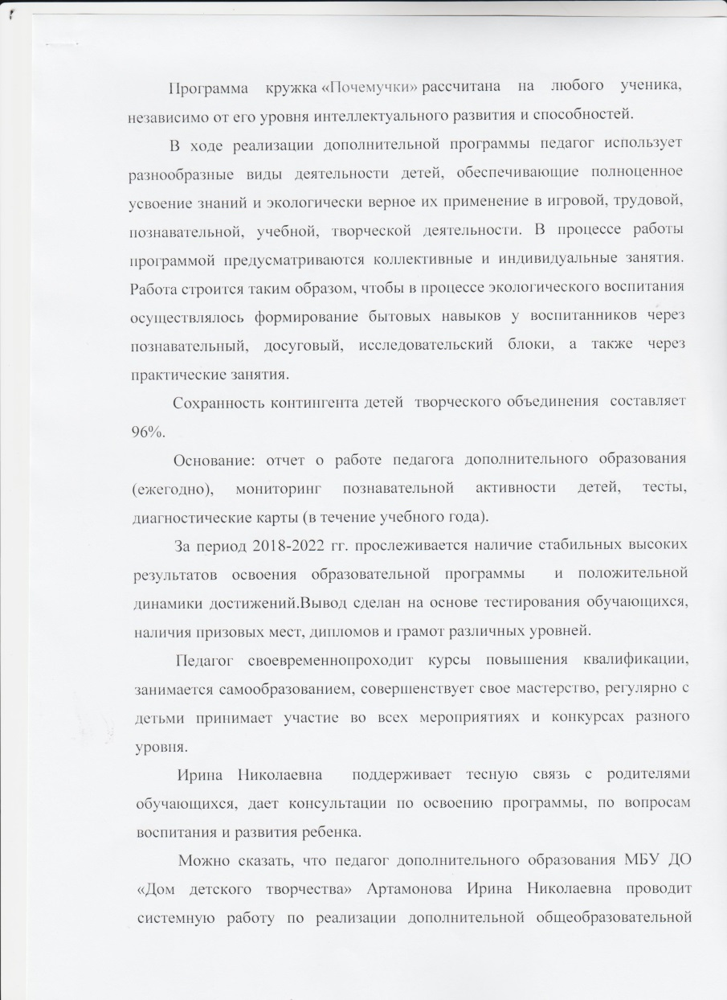 Программа кружка «Почемучки» рассчитана на любого ученика,
независимо от его уровня интеллектуального развития и способностей.
В ходе реализации дополнительной программы педагог использует
разнообразные виды деятельности детей, обеспечивающие полноценное
усвоение знаний и экологически верное их применение в игровой, трудовой,
познавательной, учебной, творческой деятельности. В процессе работы
программой предусматриваются коллективные и индивидуальные занятия.
Работа строится таким образом, чтобы в процессе экологического воспитания
осуществлялось формирование бытовых навыков у воспитанников через
познавательный, досуговый, исследовательский блоки, а также через
практические занятия.
Сохранность контингента детей творческого объединения составляет
96%.
Основание: отчет о работе педагога дополнительного образования
(ежегодно), мониторинг познавательной активности детей, тесты,
диагностические карты (в течение учебного года).
За период 2018-2022 гг. прослеживается наличие стабильных высоких
результатов освоения образовательной программы и положительной
динамики достижений.Вывод сделан на основе тестирования обучающихся,
наличия призовых мест, дипломов и грамот различных уровней.
Педагог своевременнопроходит курсы повышения квалификации,
занимается самообразованием, совершенствует свое мастерство, регулярно с
детьми принимает участие во всех мероприятиях и конкурсах разного
уровня.
Ирина Николаевна поддерживает тесную связь с родителями
обучающихся, дает консультации по освоению программы, по вопросам
воспитания и развития ребенка.
Можно сказать, что педагог дополнительного образования МБУ ДО
«Дом детского творчества» Артамонова Ирина Николаевна проводит
системную работу по реализации дополнительной общеобразовательной